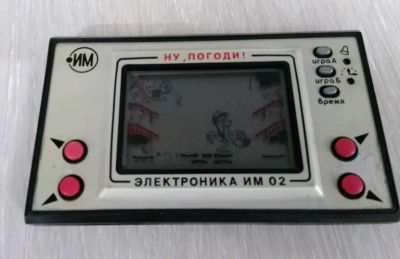 ИМ
НУ, ПОГОДИ!
игра А
игра Б
время
ЭЛЕКТРОНИКА ИМ 02